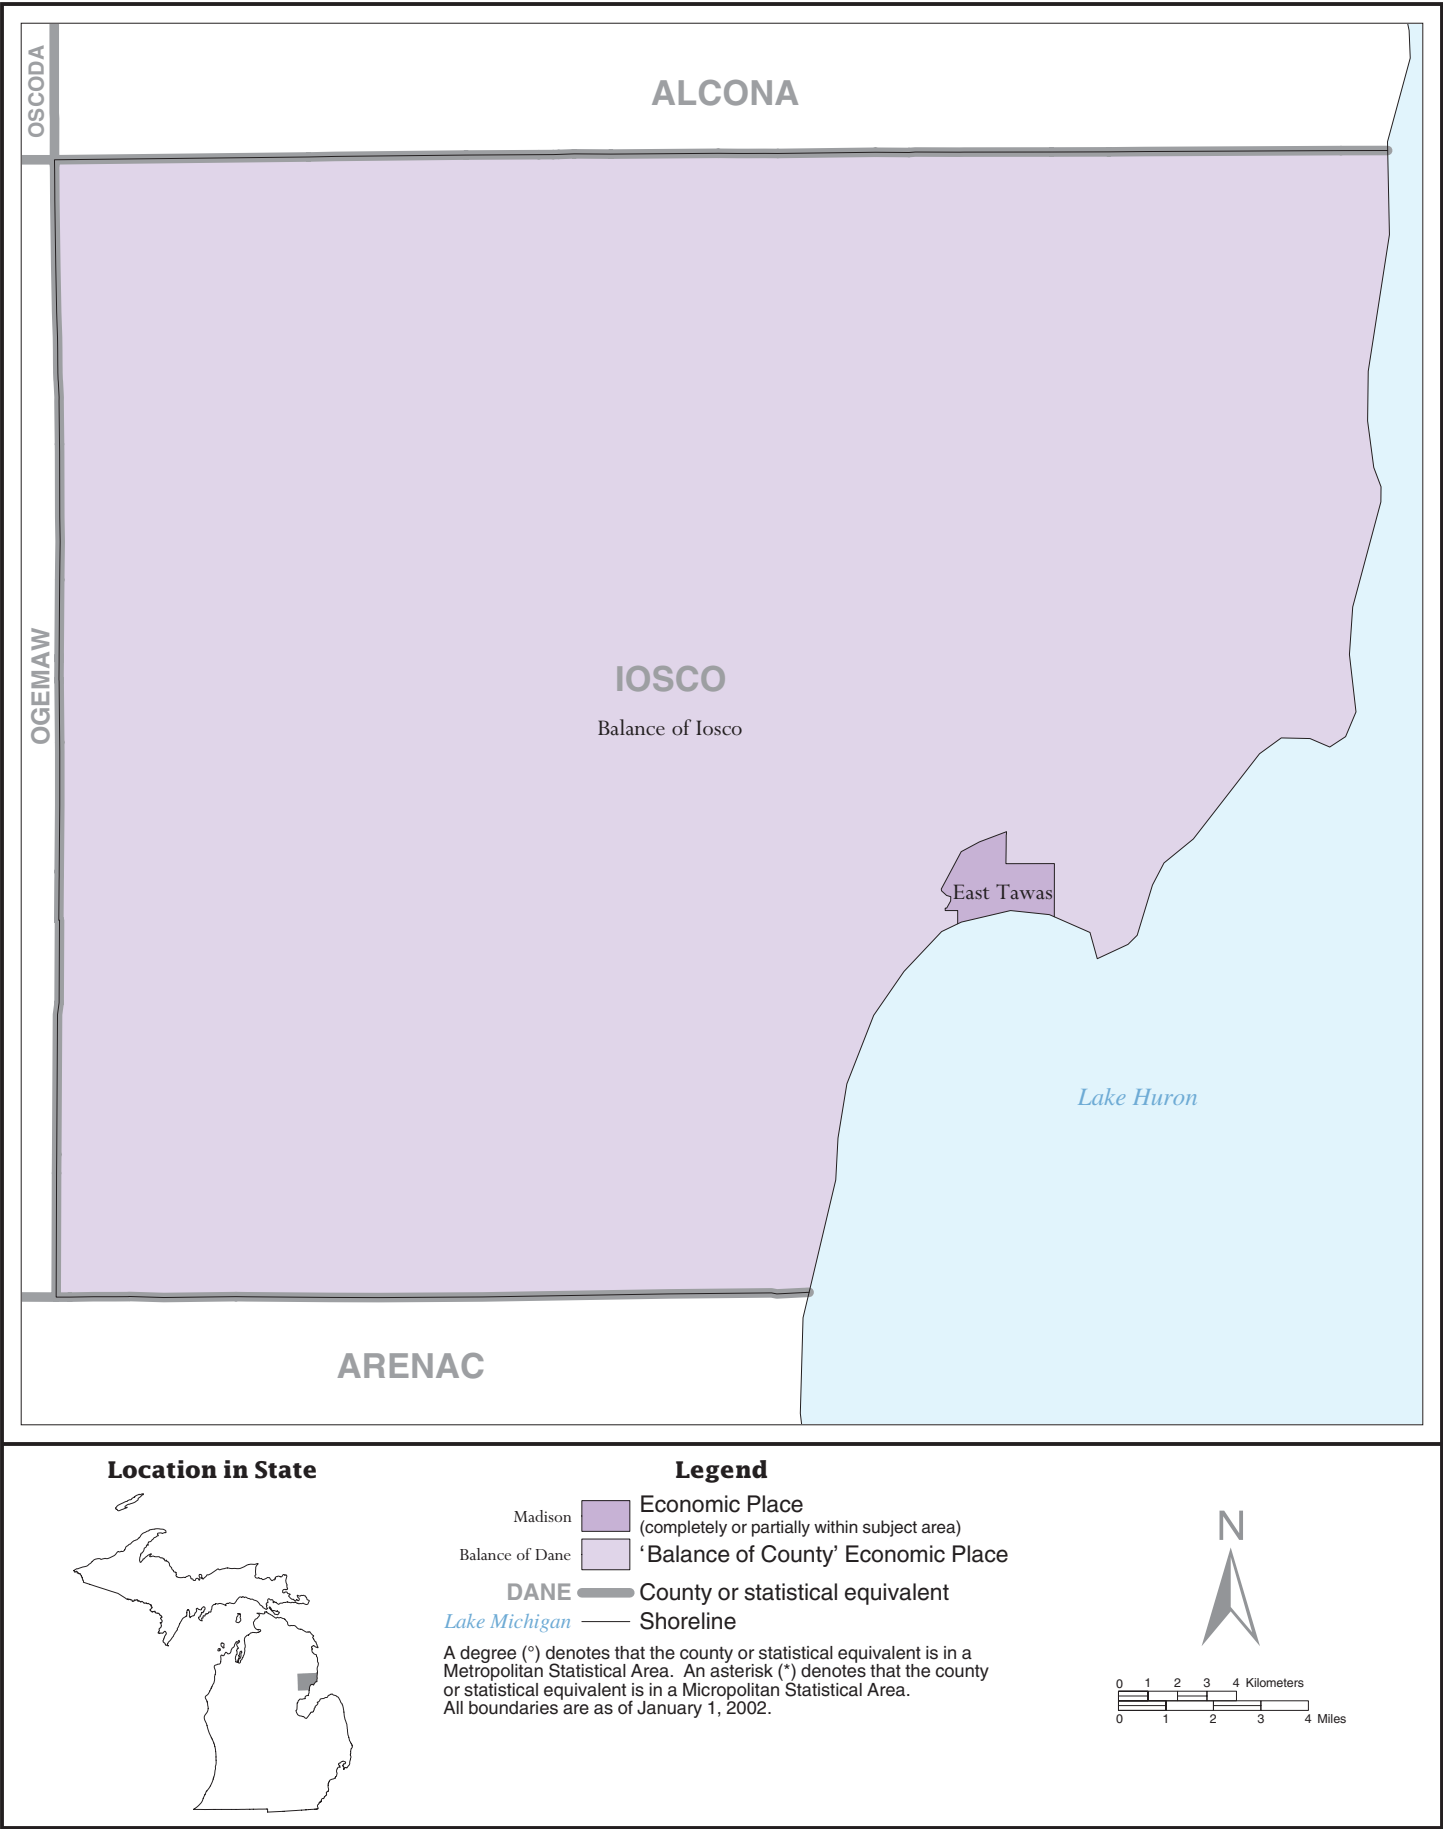 OSCODA
ALCONA
OGEMAW
IOSCO
Balance of Iosco
East Tawas
Lake Huron
ARENAC
Location in State
Legend
Madison
Economic Place
(completely or partially within subject area)
Balance of Dane
‘Balance of County’ Economic Place
DANE
County or statistical equivalent
Lake Michigan
Shoreline
A degree (°) denotes that the county or statistical equivalent is in a
Metropolitan Statistical Area.  An asterisk (*) denotes that the county
or statistical equivalent is in a Micropolitan Statistical Area.
All boundaries are as of January 1, 2002.
N
0 1 2 3 4 Kilometers
0 1 2 3 4 Miles